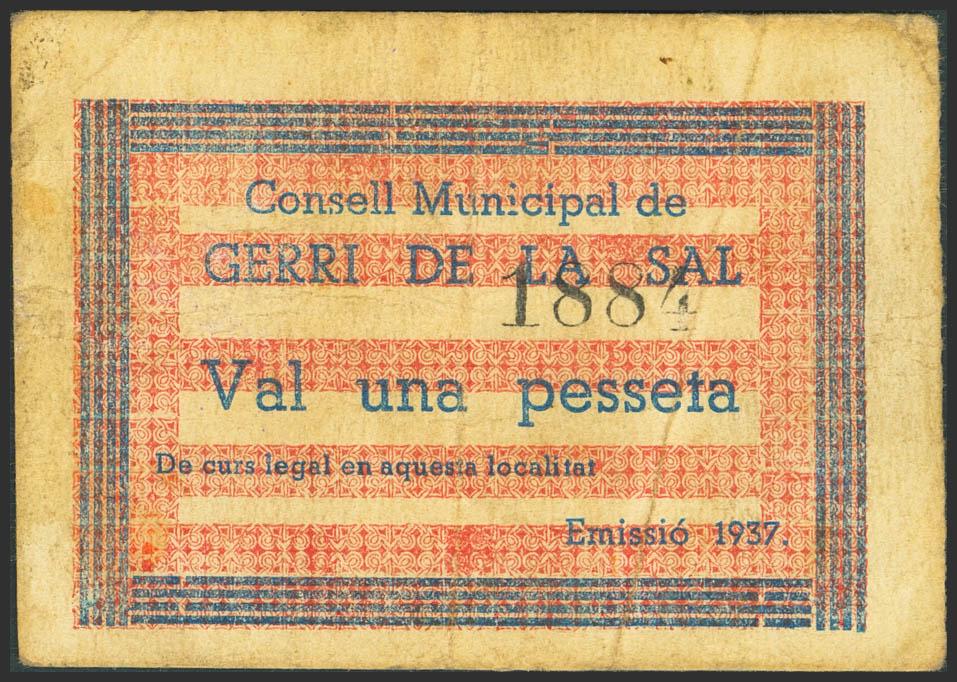 Consell Municipal de
GERRI DE LA SAL
1884
Val una pesseta
De curs legal en aquesta localitat
Emissió 1937.